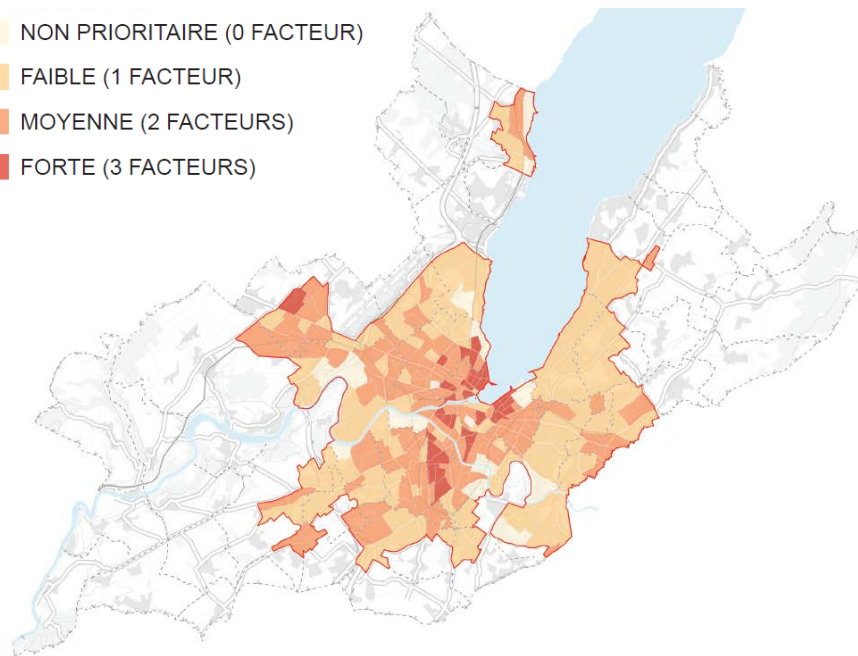 NON PRIORITAIRE (0 FACTEUR)
FAIBLE (1 FACTEUR)
MOYENNE (2 FACTEURS)
FORTE (3 FACTEURS)